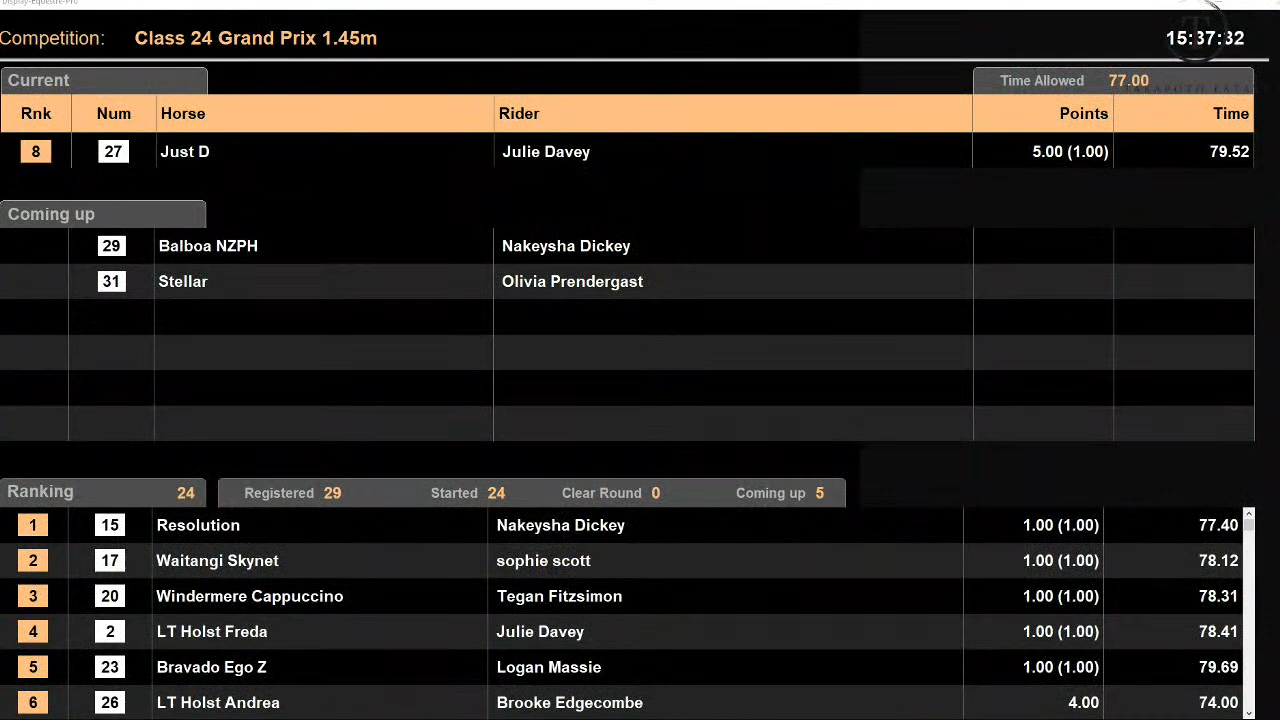 Display-Equestre-Pro
Competition: Class 24 Grand Prix 1.45m 15:37:32
Current Time Allowed 77.00
Rnk Num Horse Rider Points Time
8 27 Just D Julie Davey 5.00 (1.00) 79.52
Coming up
29 Balboa NZPH Nakeysha Dickey
31 Stellar Olivia Prendergast
Ranking 24 Registered 29 Started 24 Clear Round 0 Coming up 5
1 15 Resolution Nakeysha Dickey 1.00 (1.00) 77.40
2 17 Waitangi Skynet sophie scott 1.00 (1.00) 78.12
3 20 Windermere Cappuccino Tegan Fitzsimon 1.00 (1.00) 78.31
4 2 LT Holst Freda Julie Davey 1.00 (1.00) 78.41
5 23 Bravado Ego Z Logan Massie 1.00 (1.00) 79.69
6 26 LT Holst Andrea Brooke Edgecombe 4.00 74.00